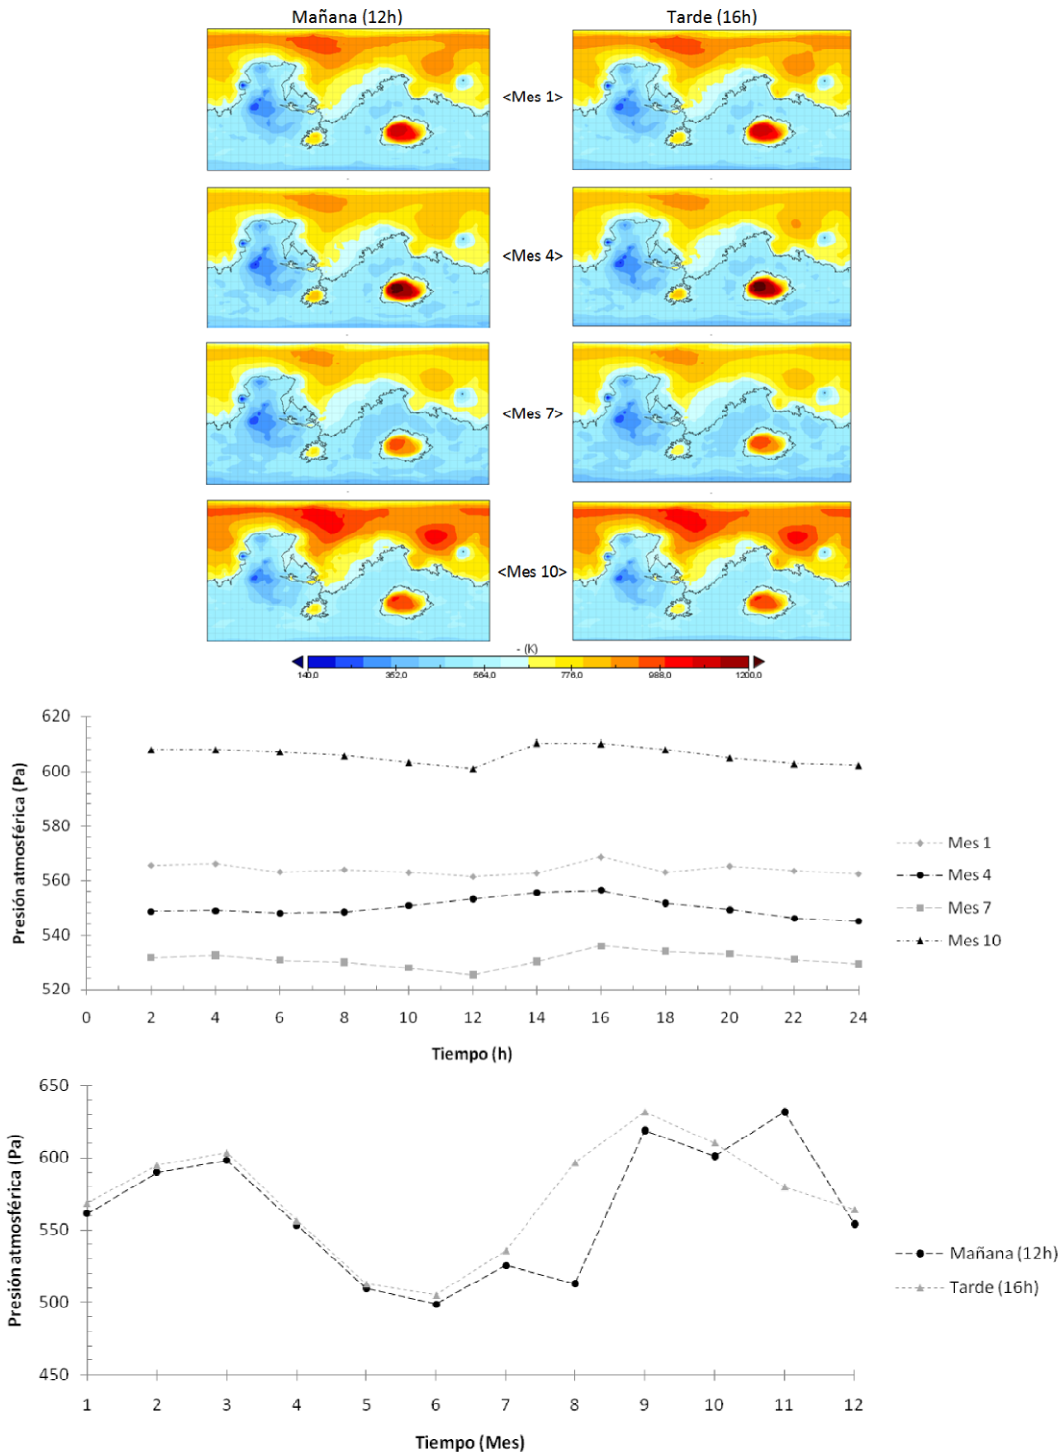 Mañana (12h) Tarde (16h)
<Mes 1>
<Mes 4>
<Mes 7>
<Mes 10>
- (K)
140.0 352.0 564.0 776.0 988.0 1200.0
620
600
580
560
540
520
0 2 4 6 8 10 12 14 16 18 20 22 24
Presión atmosférica (Pa)
Tiempo (h)
Mes 1
Mes 4
Mes 7
Mes 10
650
600
550
500
450
1 2 3 4 5 6 7 8 9 10 11 12
Presión atmosférica (Pa)
Tiempo (Mes)
Mañana (12h)
Tarde (16h)